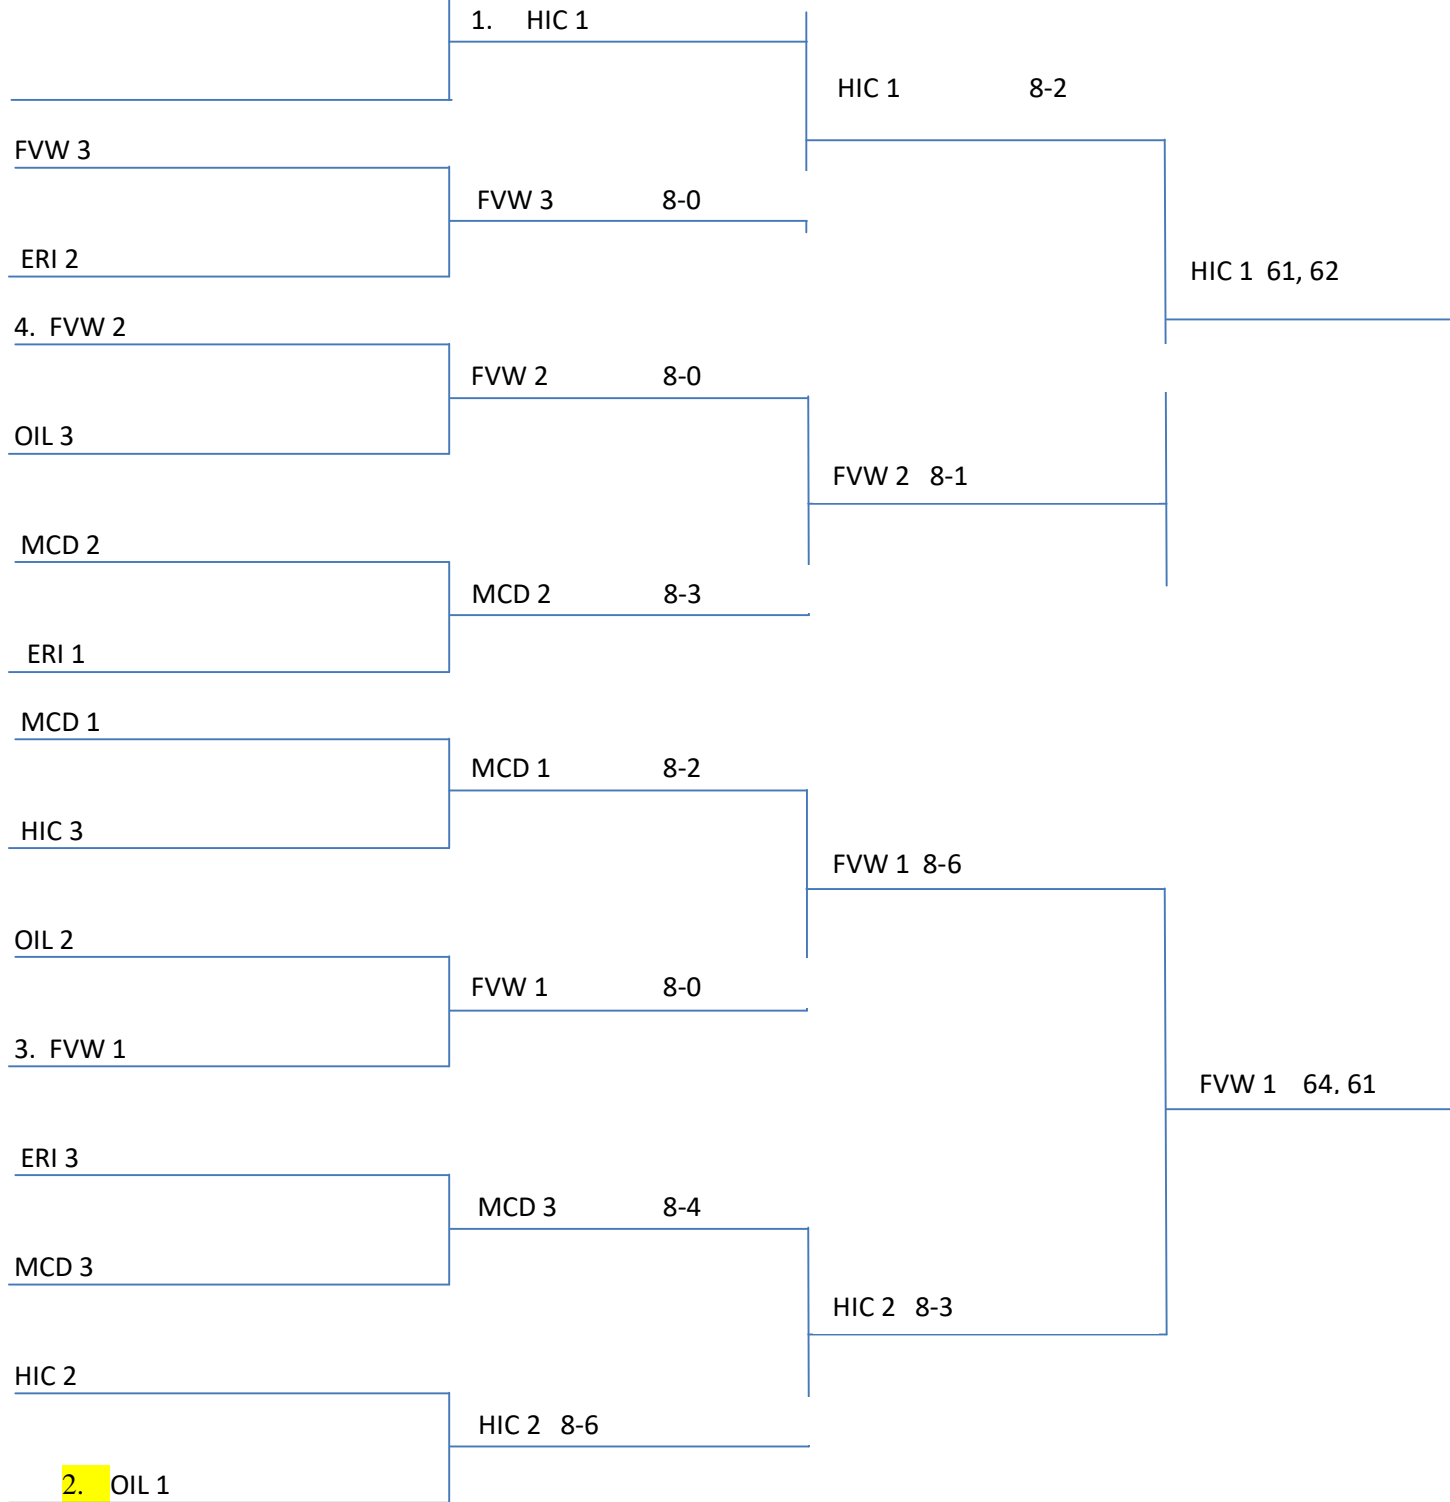 1. HIC 1
HIC 1 8-2
FVW 3
FVW 3 8-0
ERI 2
HIC 1 61, 62
4. FVW 2
FVW 2 8-0
OIL 3
FVW 2 8-1
MCD 2
MCD 2 8-3
ERI 1
MCD 1
MCD 1 8-2
HIC 3
FVW 1 8-6
OIL 2
FVW 1 8-0
3. FVW 1
FVW 1 64. 61
ERI 3
MCD 3 8-4
MCD 3
HIC 2 8-3
HIC 2
HIC 2 8-6
2. OIL 1